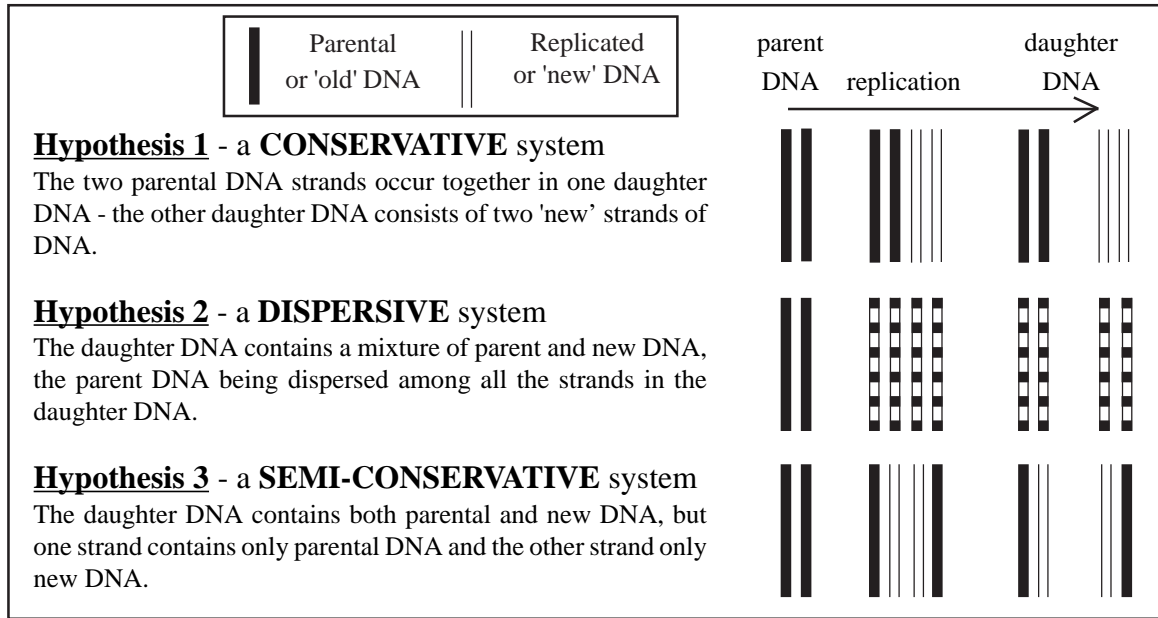 Parental
or 'old' DNA
Replicated
or 'new' DNA
parent
DNA
replication
daughter
DNA
Hypothesis 1 - a CONSERVATIVE system
The two parental DNA strands occur together in one daughter
DNA - the other daughter DNA consists of two 'new’ strands of
DNA.
Hypothesis 2 - a DISPERSIVE system
The daughter DNA contains a mixture of parent and new DNA,
the parent DNA being dispersed among all the strands in the
daughter DNA.
Hypothesis 3 - a SEMI-CONSERVATIVE system
The daughter DNA contains both parental and new DNA, but
one strand contains only parental DNA and the other strand only
new DNA.